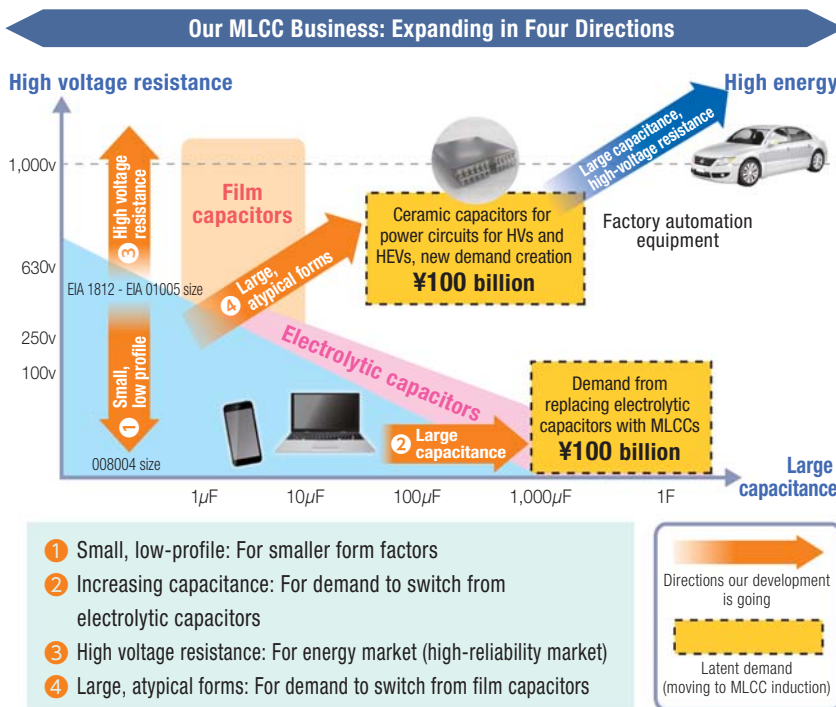 Our MLCC Business: Expanding in Four Directions
High voltage resistance
High energy
1,000v
630v
250v
100v
③ High voltage
resistance
Film
capacitors
Large capacitance,
high-voltage resistance
Ceramic capacitors for
power circuits for HVs and
HEVs, new demand creation
¥100 billion
Factory automation
equipment
EIA 1812 - EIA 01005 size
④ Large,
atypical forms
① Small,
low profile
008004 size
Electrolytic capacitors
② Large
capacitance
Demand from
replacing electrolytic
capacitors with MLCCs
¥100 billion
1μF
10μF
100μF
1,000μF
1F
Large
capacitance
① Small, low-profile: For smaller form factors
② Increasing capacitance: For demand to switch from
electrolytic capacitors
③ High voltage resistance: For energy market (high-reliability market)
④ Large, atypical forms: For demand to switch from film capacitors
Directions our development
is going
Latent demand
(moving to MLCC induction)